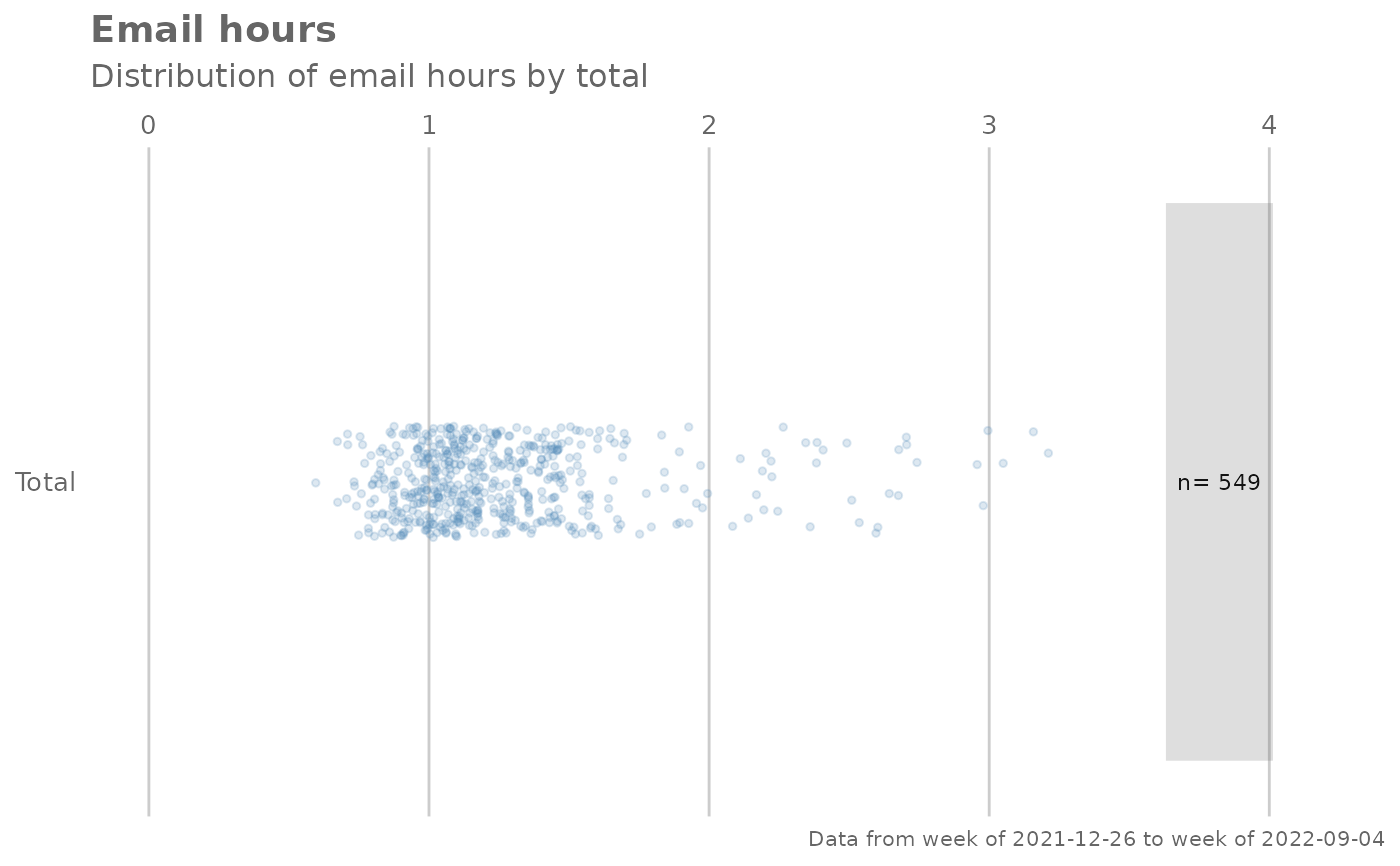 Email hours
Distribution of email hours by total
0 1 2 3 4
Total
n= 549
Data from week of 2021-12-26 to week of 2022-09-04